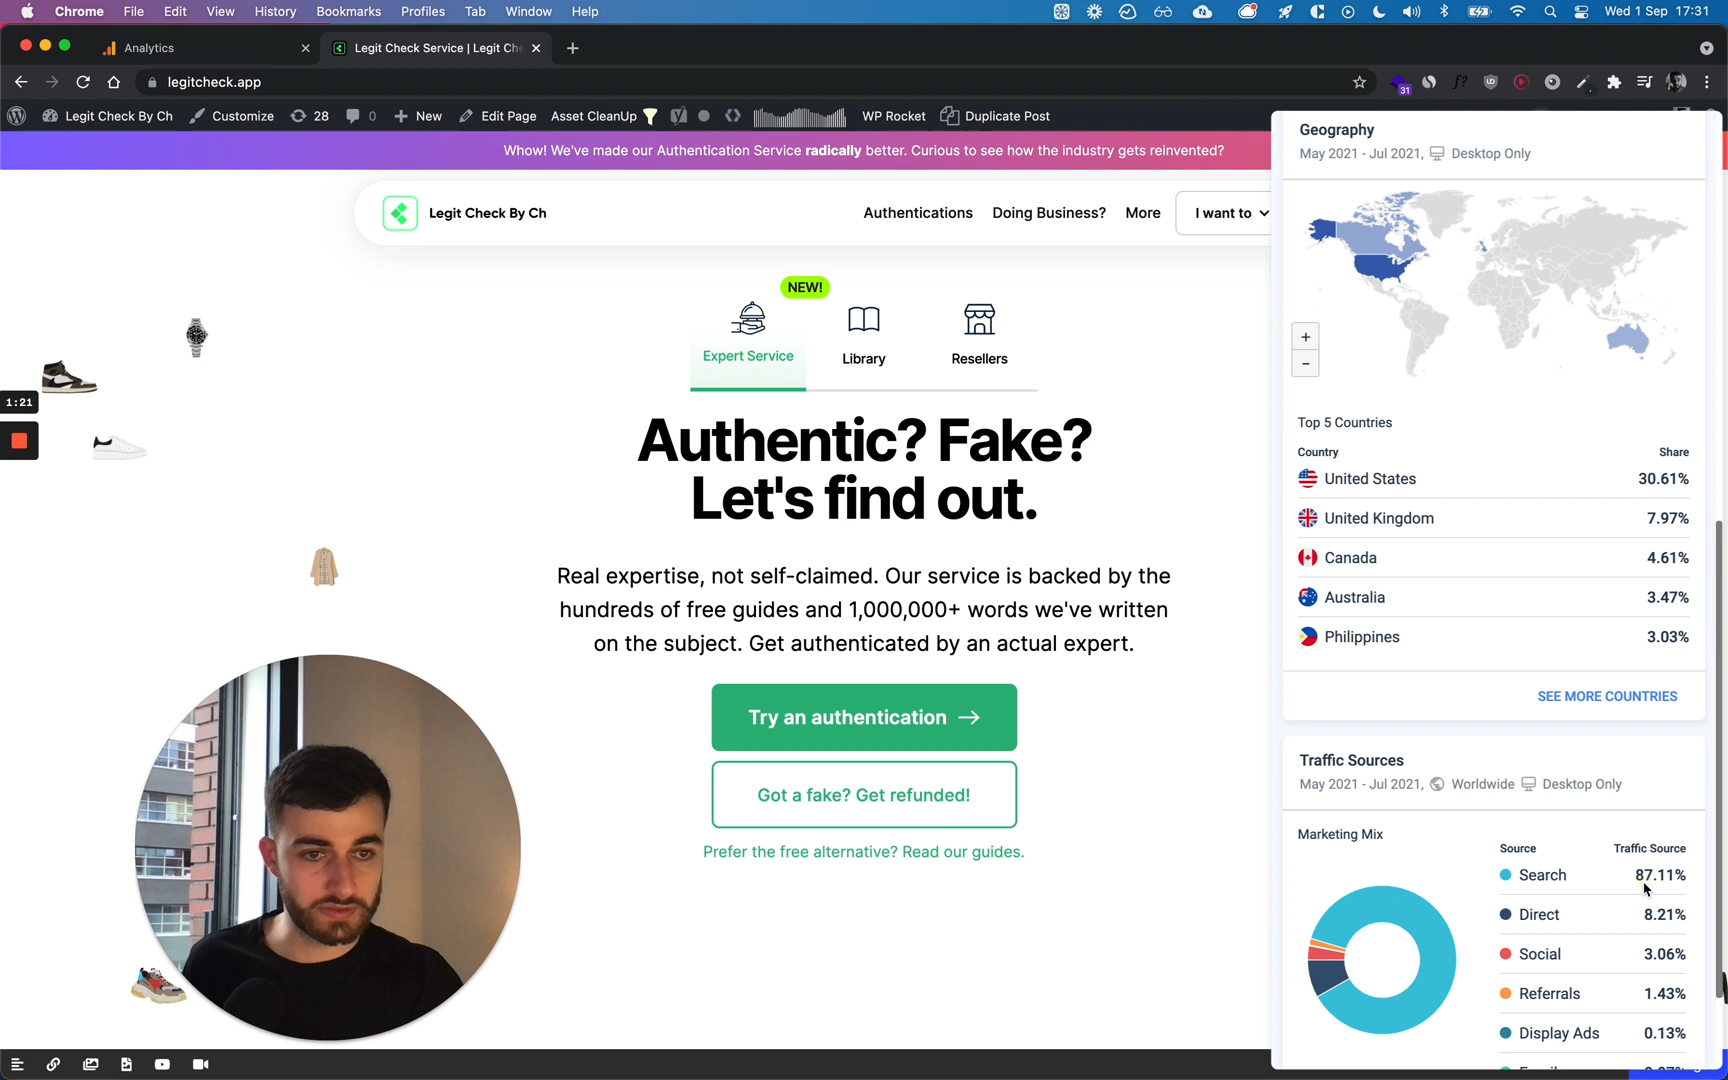 Chrome File Edit View History Bookmarks Profiles Tab Window Help Wed 1 Sep 17:31
Analytics
Legit Check Service | Legit Che
legitcheck.app
31
Legit Check By Ch Customize 28 0 New Edit Page Asset CleanUp WP Rocket Duplicate Post
Whow! We've made our Authentication Service radically better. Curious to see how the industry gets reinvented?
Legit Check By Ch
Authentications Doing Business? More I want to
NEW!
Expert Service Library Resellers
Authentic? Fake?
Let's find out.
Real expertise, not self-claimed. Our service is backed by the
hundreds of free guides and 1,000,000+ words we've written
on the subject. Get authenticated by an actual expert.
Try an authentication →
Got a fake? Get refunded!
Prefer the free alternative? Read our guides.
1:21
Geography
May 2021 - Jul 2021, Desktop Only
+
-
Top 5 Countries
Country Share
United States 30.61%
United Kingdom 7.97%
Canada 4.61%
Australia 3.47%
Philippines 3.03%
SEE MORE COUNTRIES
Traffic Sources
May 2021 - Jul 2021, Worldwide Desktop Only
Marketing Mix
Source Traffic Source
Search 87.11%
Direct 8.21%
Social 3.06%
Referrals 1.43%
Display Ads 0.13%